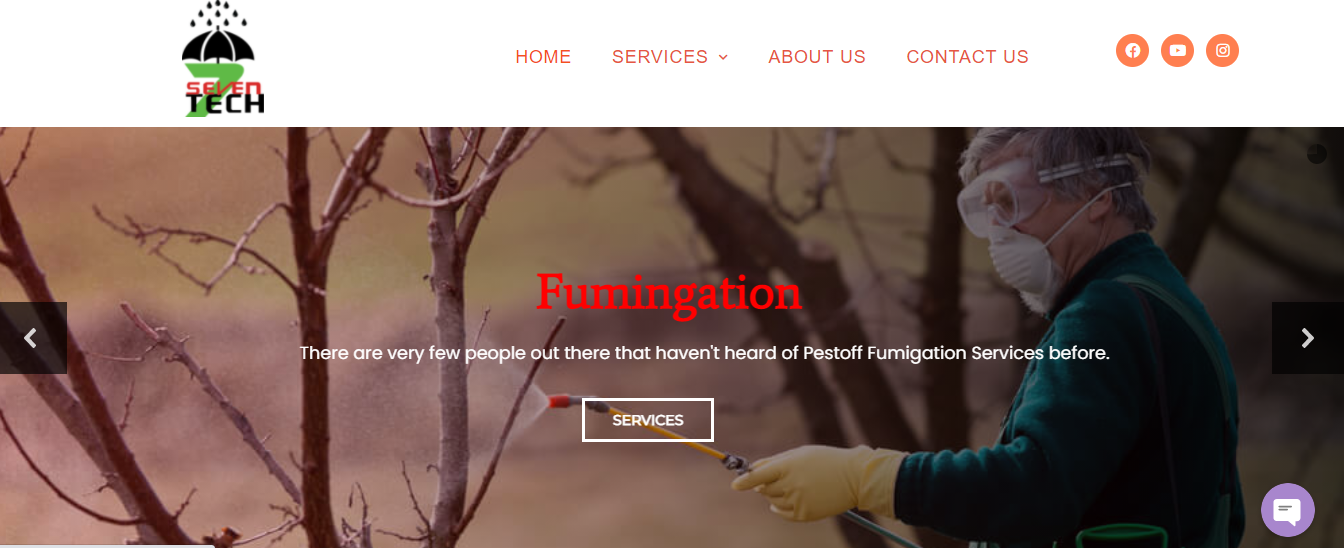 SEVEN
TECH
HOME SERVICES ABOUT US CONTACT US
Fumingation
There are very few people out there that haven't heard of Pestoff Fumigation Services before.
SERVICES